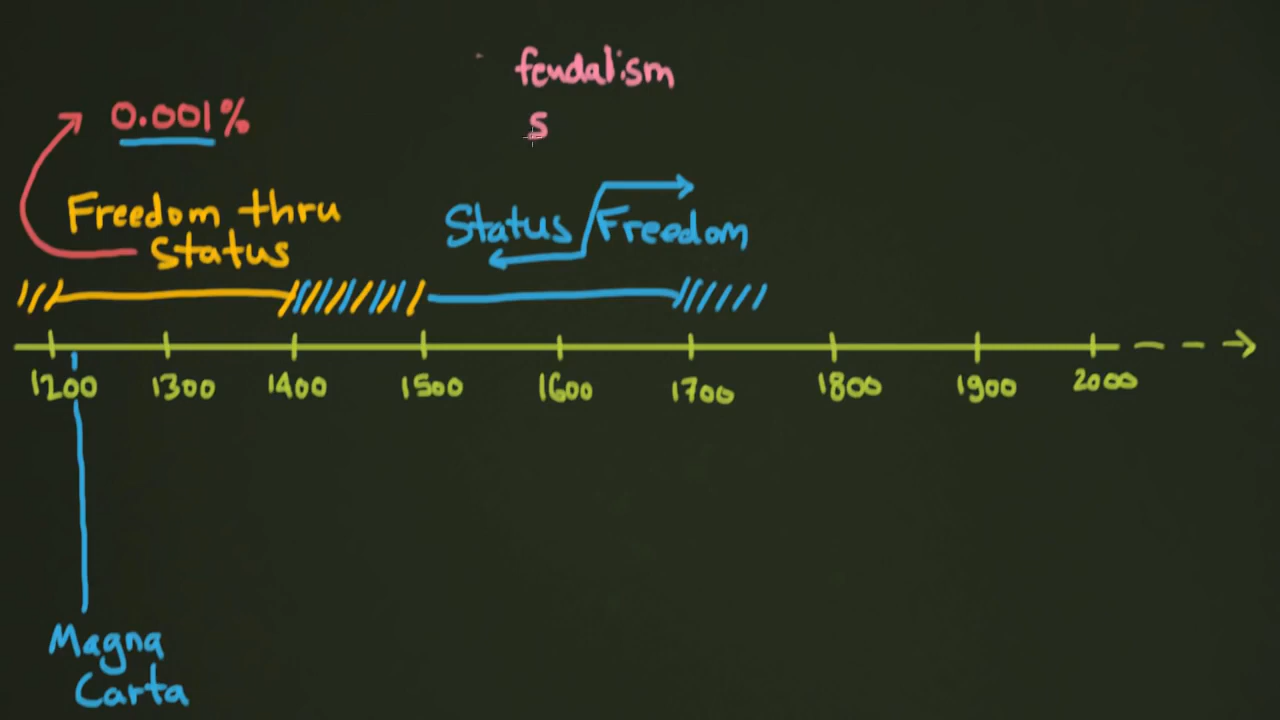 feudalism
s
0.001%
Freedom thru
Status
Status Freedom
1200 1300 1400 1500 1600 1700 1800 1900 2000
Magna
Carta